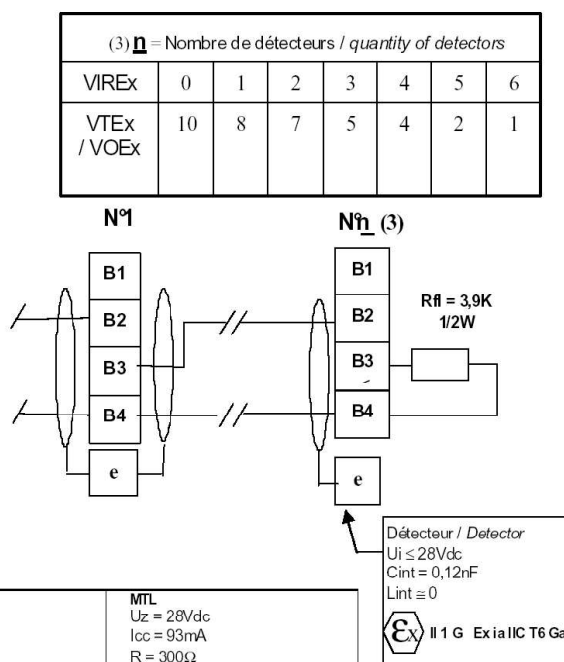 (3) n = Nombre de détecteurs / quantity of detectors
VIREx 0 1 2 3 4 5 6
VTEx / VOEx 10 8 7 5 4 2 1
N°1
N°n (3)
B1
B2
B3
B4
e
B1
B2
B3
B4
e
Rfl = 3,9K
1/2W
Détecteur / Detector
Ui ≤ 28Vdc
Cint = 0,12nF
Lint ≅ 0
Ex II 1 G Ex ia IIC T6 Ga
MTL
Uz = 28Vdc
Icc = 93mA
R = 300Ω